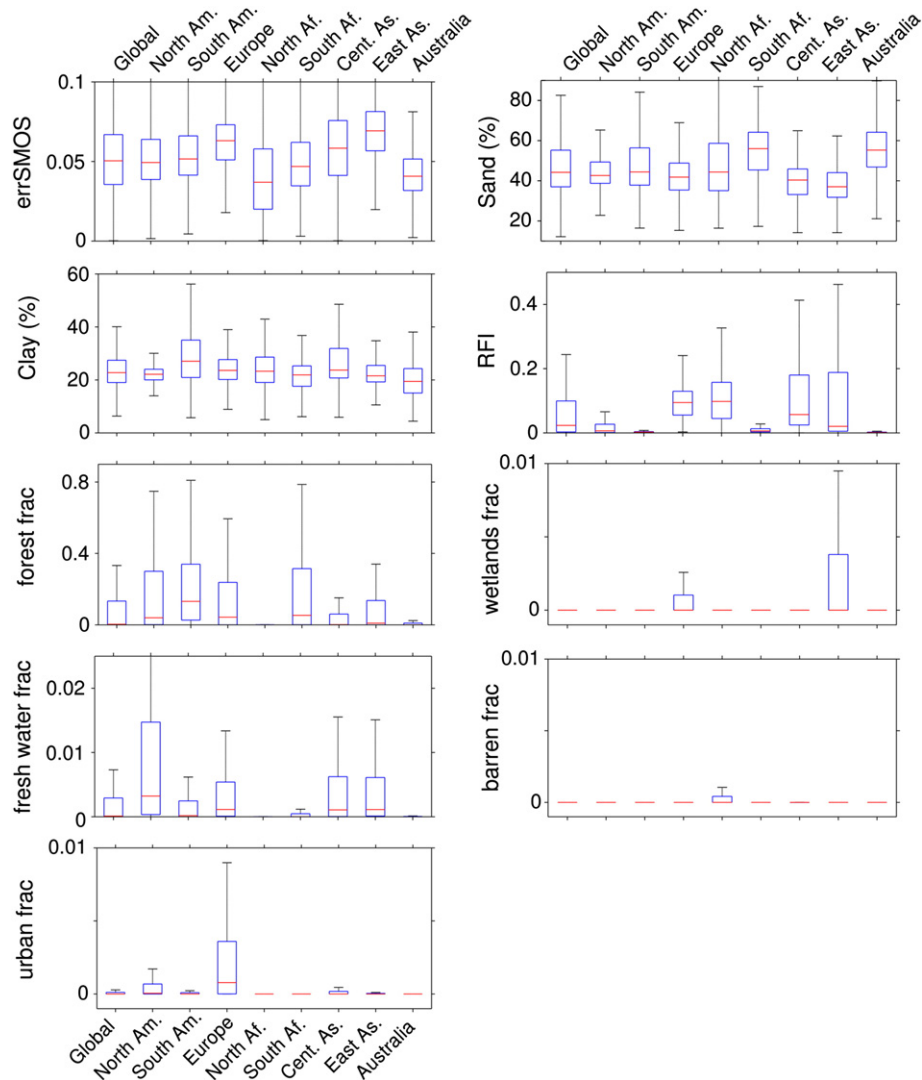 Global North Am. South Am. Europe North Af. South Af. Cent. As. East As. Australia
Global North Am. South Am. Europe North Af. South Af. Cent. As. East As. Australia
errSMOS
0.1
0.05
0
Sand (%)
80
60
40
20
Clay (%)
60
40
20
0
RFI
0.4
0.2
0
forest frac
0.8
0.4
0
wetlands frac
0.01
0
fresh water frac
0.02
0.01
0
barren frac
0.01
0
urban frac
0.01
0
Global North Am. South Am. Europe North Af. South Af. Cent. As. East As. Australia